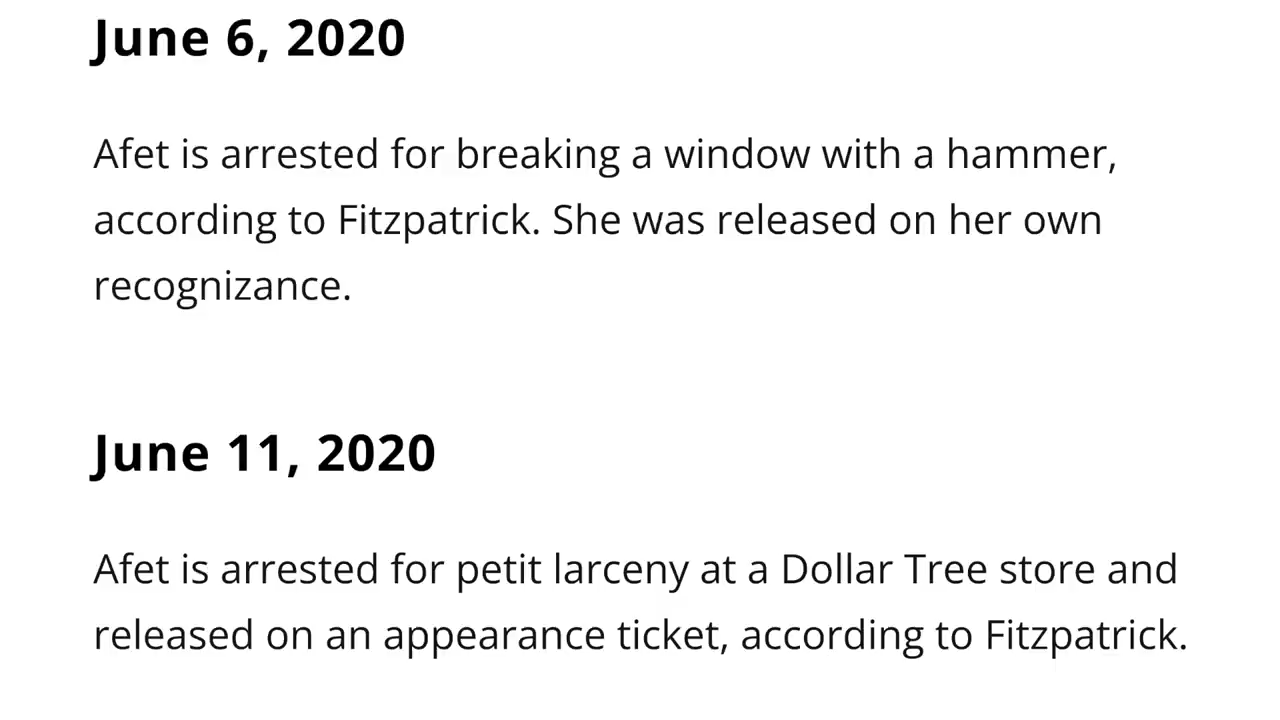 June 6, 2020
Afet is arrested for breaking a window with a hammer,
according to Fitzpatrick. She was released on her own
recognizance.
June 11, 2020
Afet is arrested for petit larceny at a Dollar Tree store and
released on an appearance ticket, according to Fitzpatrick.